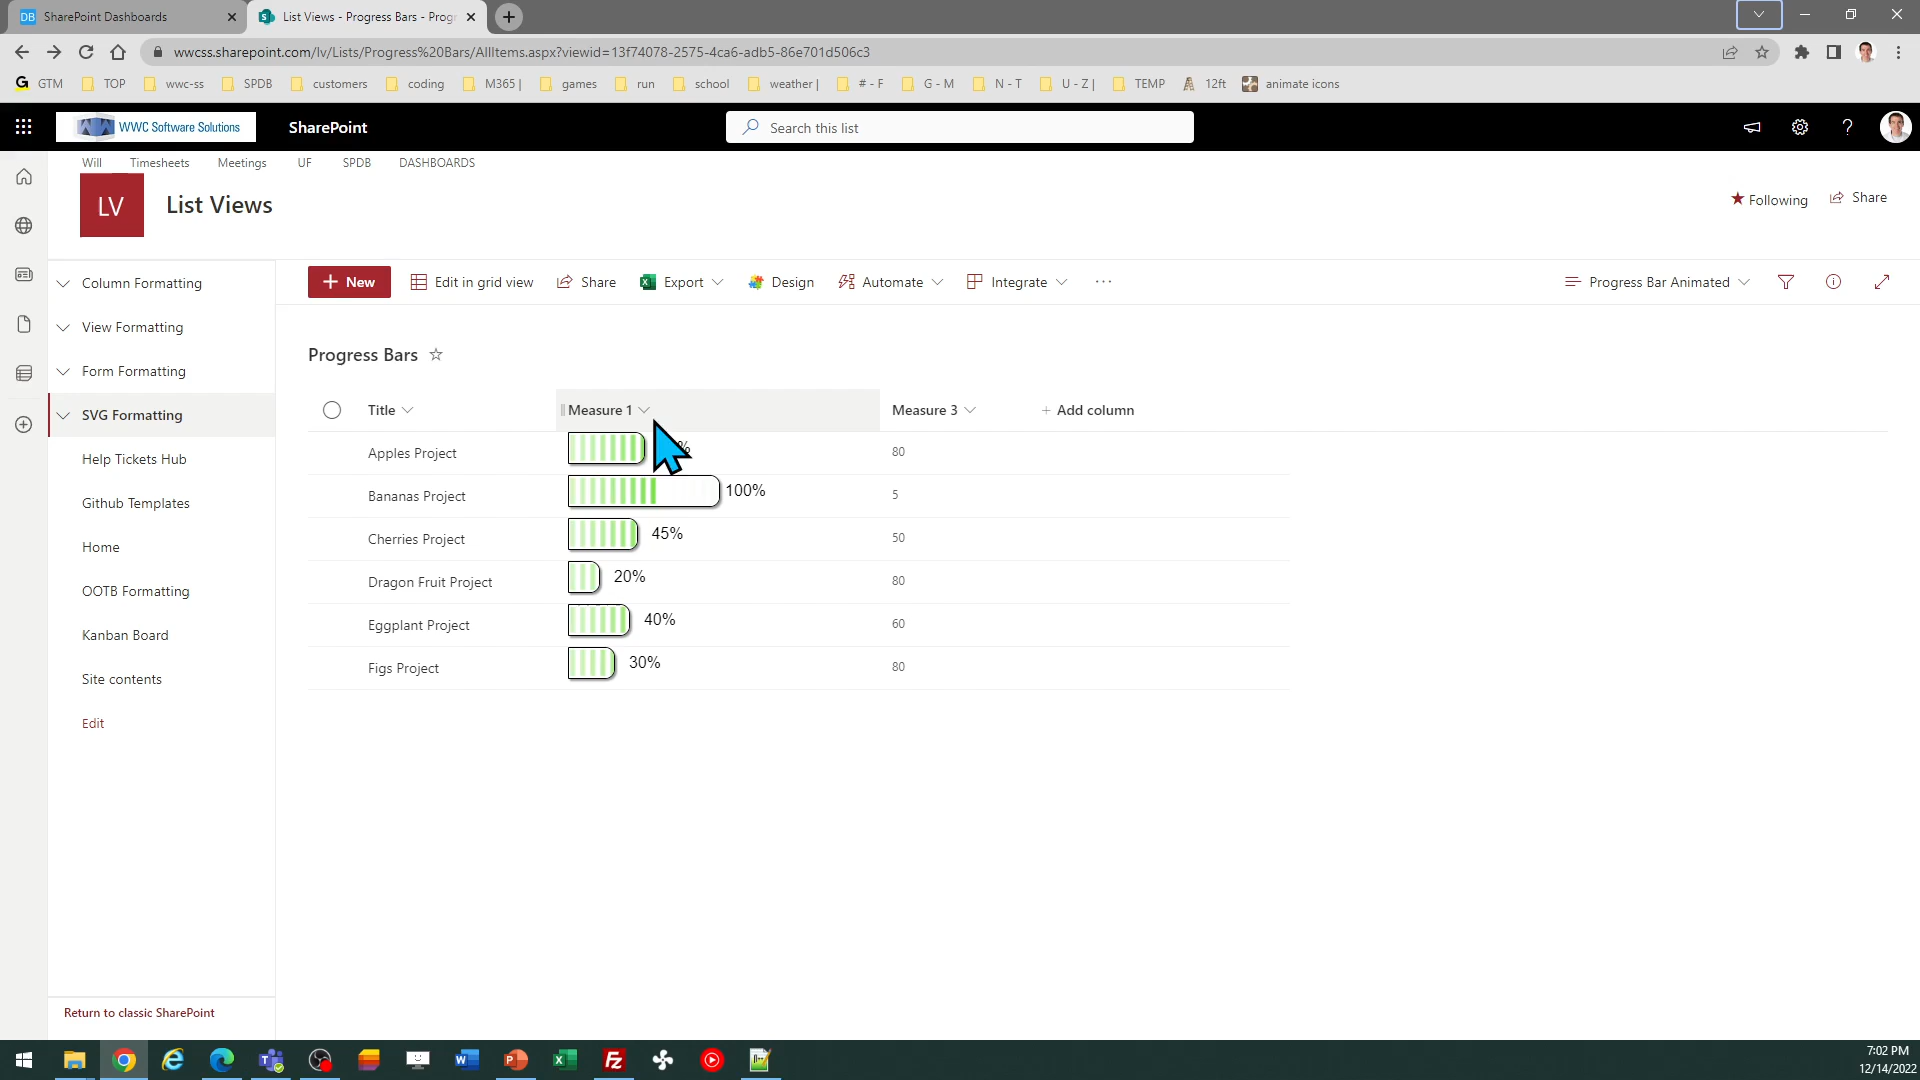 SharePoint Dashboards
List Views - Progress Bars - Progr
wwcss.sharepoint.com/lv/Lists/Progress%20Bars/AllItems.aspx?viewid=13f74078-2575-4ca6-adb5-86e701d506c3
GTM TOP wwc-ss SPDB customers coding M365 | games run school weather | # - F G - M N - T U - Z | TEMP 12ft animate icons
WWC Software Solutions SharePoint Search this list
Will Timesheets Meetings UF SPDB DASHBOARDS
LV List Views
Following Share
New Edit in grid view Share Export Design Automate Integrate ... Progress Bar Animated
Column Formatting
View Formatting
Form Formatting
SVG Formatting
Help Tickets Hub
Github Templates
Home
OOTB Formatting
Kanban Board
Site contents
Edit
Return to classic SharePoint
Progress Bars
Title Measure 1 Measure 3 + Add column
Apples Project 80
Bananas Project 100% 5
Cherries Project 45% 50
Dragon Fruit Project 20% 80
Eggplant Project 40% 60
Figs Project 30% 80
7:02 PM
12/14/2022